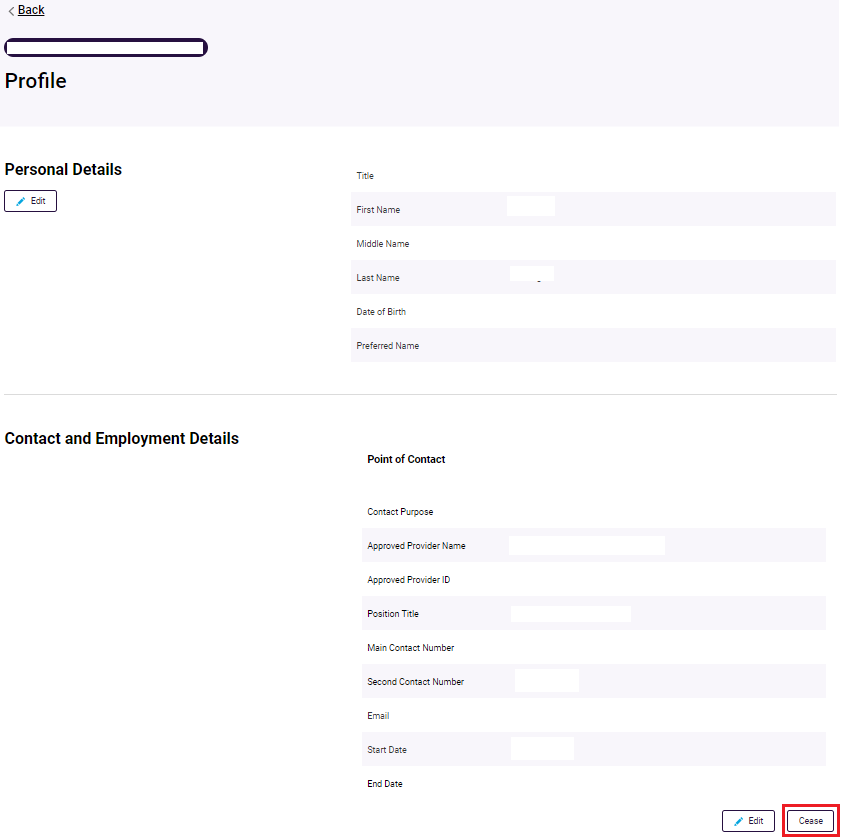 Back
Profile
Personal Details
Edit
Title
First Name
Middle Name
Last Name
Date of Birth
Preferred Name
Contact and Employment Details
Point of Contact
Contact Purpose
Approved Provider Name
Approved Provider ID
Position Title
Main Contact Number
Second Contact Number
Email
Start Date
End Date
Edit Cease